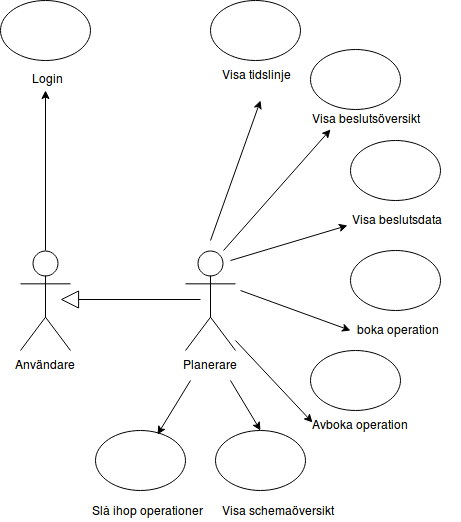 Login
Visa tidslinje
Visa beslutsöversikt
Visa beslutsdata
boka operation
Användare
Planerare
Avboka operation
Slå ihop operationer
Visa schemaöversikt